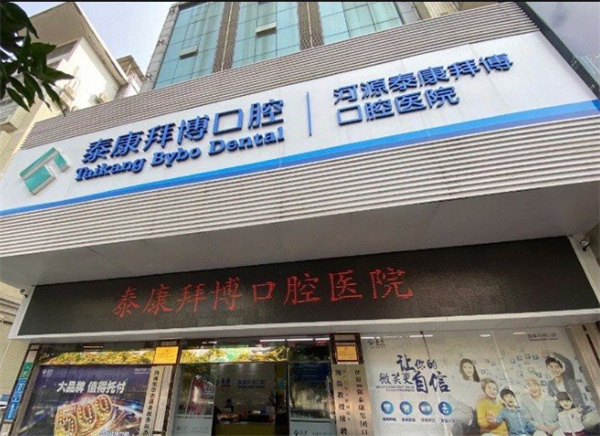 泰康拜博口腔
Taikang Bybo Dental
河源泰康拜博
口腔医院
泰康拜博口腔医院
大品牌 值得托付
让你的
微笑更自信